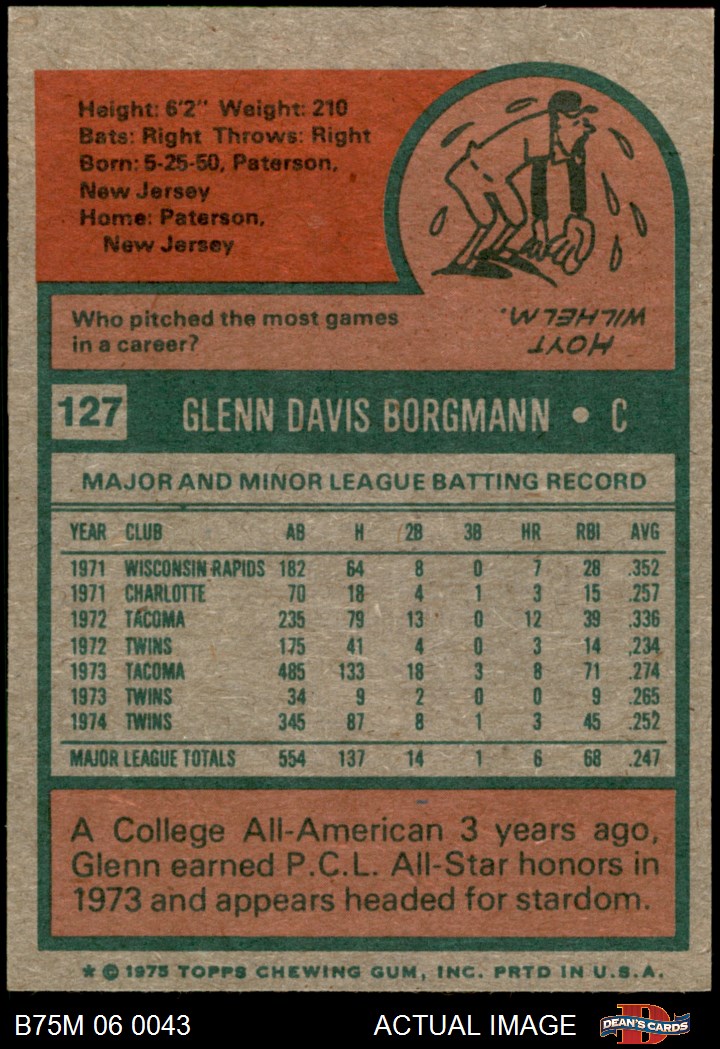 Height: 6'2" Weight: 210
Bats: Right Throws: Right
Born: 5-25-50, Paterson,
New Jersey
Home: Paterson,
New Jersey
Who pitched the most games
in a career?
HOYT
WILHELM.
127 GLENN DAVIS BORGMANN • C
MAJOR AND MINOR LEAGUE BATTING RECORD
YEAR CLUB AB H 2B 3B HR RBI AVG
1971 WISCONSIN RAPIDS 182 64 8 0 7 28 .352
1971 CHARLOTTE 70 18 4 1 3 15 .257
1972 TACOMA 235 79 13 0 12 39 .336
1972 TWINS 175 41 4 0 3 14 .234
1973 TACOMA 485 133 18 3 8 71 .274
1973 TWINS 34 9 2 0 0 9 .265
1974 TWINS 345 87 8 1 3 45 .252
MAJOR LEAGUE TOTALS 554 137 14 1 6 68 .247
A College All-American 3 years ago,
Glenn earned P.C.L. All-Star honors in
1973 and appears headed for stardom.
* © 1975 TOPPS CHEWING GUM, INC. PRTD IN U.S.A.
B75M 06 0043 ACTUAL IMAGE D DEAN'S CARDS